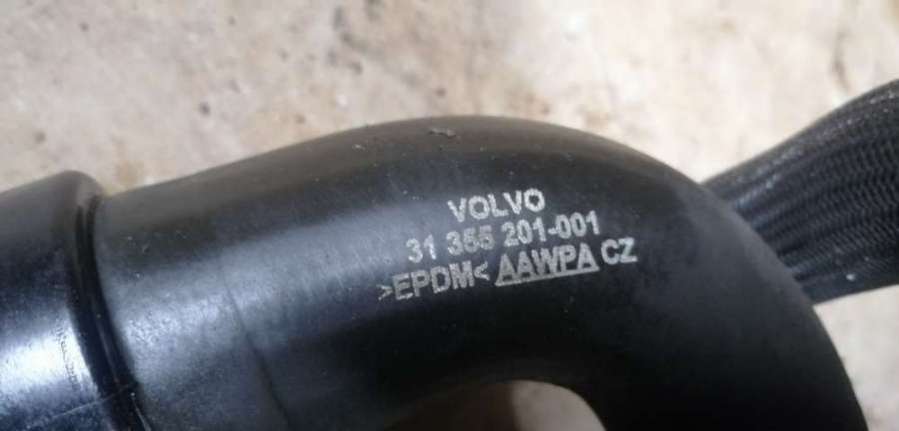 VOLVO
31 355 201-001
>EPDM< AAWPA CZ